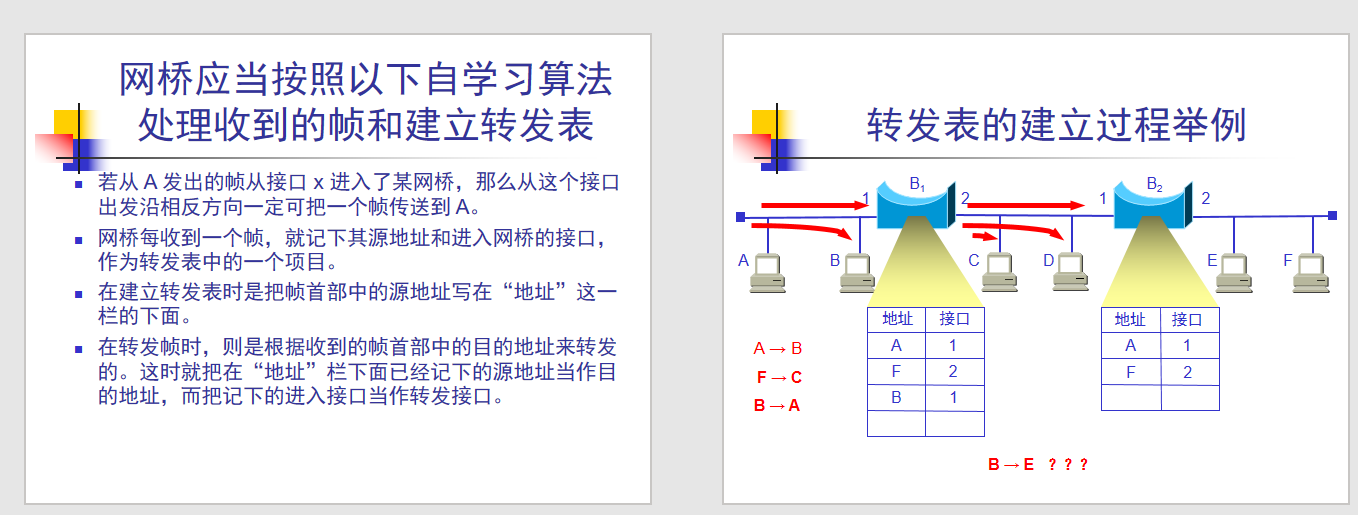 网桥应当按照以下自学习算法
处理收到的帧和建立转发表
若从 A 发出的帧从接口 x 进入了某网桥，那么从这个接口
出发沿相反方向一定可把一个帧传送到 A。
网桥每收到一个帧，就记下其源地址和进入网桥的接口，
作为转发表中的一个项目。
在建立转发表时是把帧首部中的源地址写在“地址”这一
栏的下面。
在转发帧时，则是根据收到的帧首部中的目的地址来转发
的。这时就把在“地址”栏下面已经记下的源地址当作目
的地址，而把记下的进入接口当作转发接口。
转发表的建立过程举例
B1
B2
1
2
1
2
A
B
C
D
E
F
地址 接口
A 1
F 2
B 1
地址 接口
A 1
F 2
A → B
F → C
B → A
B → E ？？？